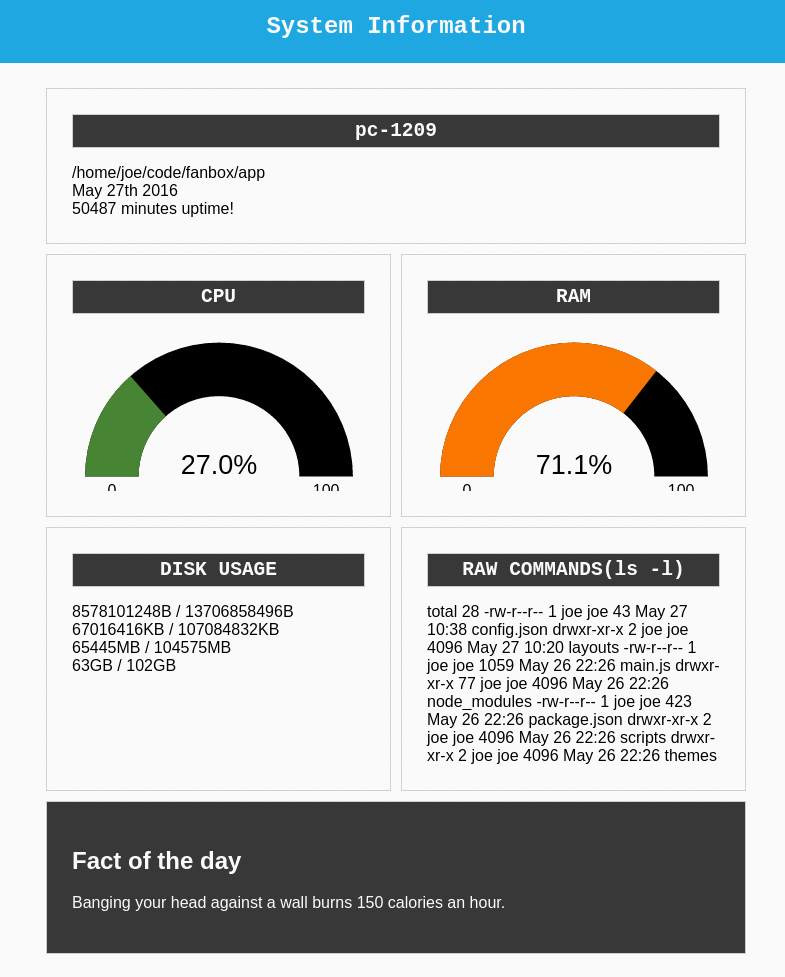 System Information
pc-1209
/home/joe/code/fanbox/app
May 27th 2016
50487 minutes uptime!
CPU
27.0%
0
100
RAM
71.1%
0
100
DISK USAGE
8578101248B / 13706858496B
67016416KB / 107084832KB
65445MB / 104575MB
63GB / 102GB
RAW COMMANDS(ls -l)
total 28 -rw-r--r-- 1 joe joe 43 May 27
10:38 config.json drwxr-xr-x 2 joe joe
4096 May 27 10:20 layouts -rw-r--r-- 1
joe joe 1059 May 26 22:26 main.js drwxr-
xr-x 77 joe joe 4096 May 26 22:26
node_modules -rw-r--r-- 1 joe joe 423
May 26 22:26 package.json drwxr-xr-x 2
joe joe 4096 May 26 22:26 scripts drwxr-
xr-x 2 joe joe 4096 May 26 22:26 themes
Fact of the day
Banging your head against a wall burns 150 calories an hour.